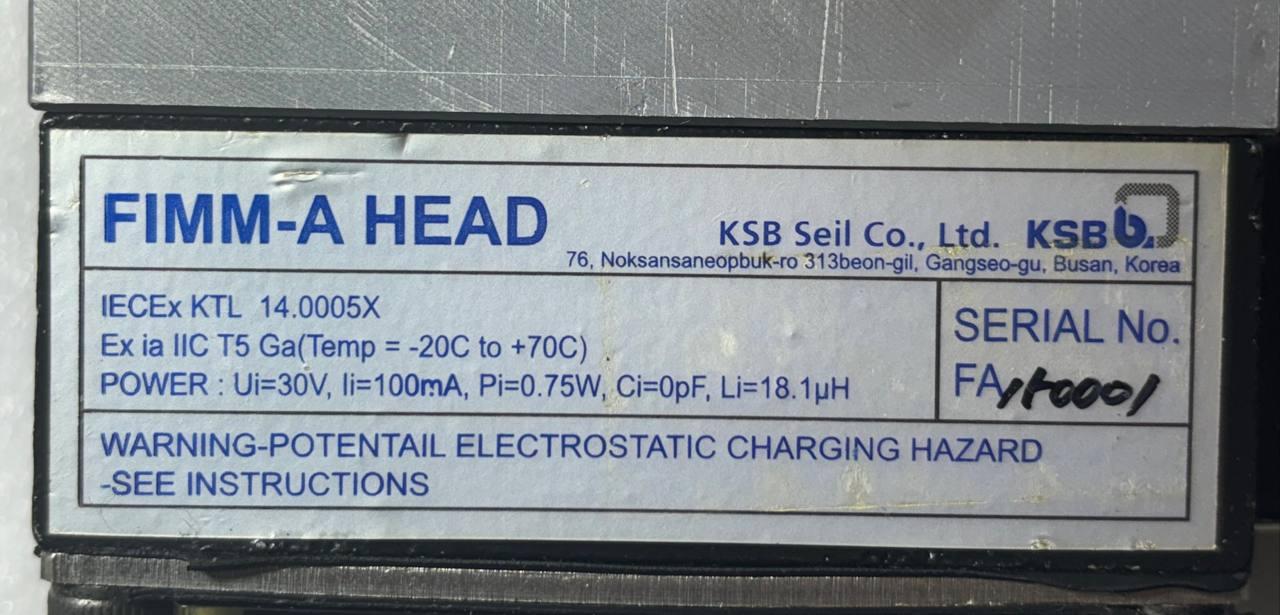 FIMM-A HEAD
KSB Seil Co., Ltd. KSB b.
76, Noksansaneopbuk-ro 313beon-gil, Gangseo-gu, Busan, Korea
IECEx KTL 14.0005X
Ex ia IIC T5 Ga(Temp = -20C to +70C)
POWER : Ui=30V, Ii=100mA, Pi=0.75W, Ci=0pF, Li=18.1µH
SERIAL No.
FA
WARNING-POTENTAIL ELECTROSTATIC CHARGING HAZARD
-SEE INSTRUCTIONS